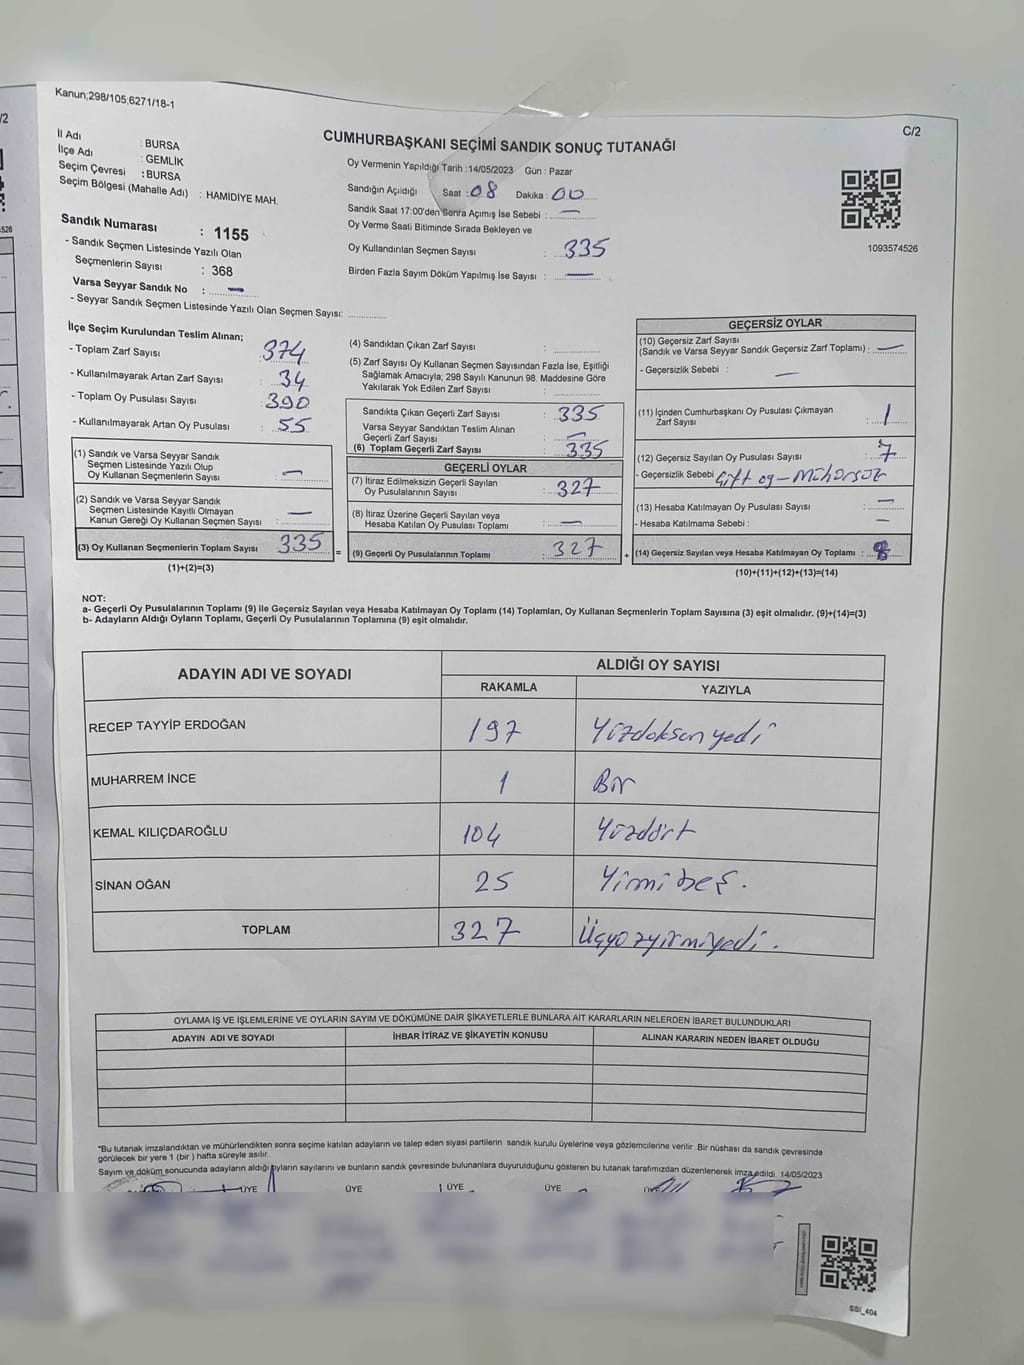 Kanun;298/105;6271/18-1
C/2
İl Adı : BURSA
İlçe Adı : GEMLİK
Seçim Çevresi : BURSA
Seçim Bölgesi (Mahalle Adı) : HAMIDİYE MAH.
Sandık Numarası : 1155
- Sandık Seçmen Listesinde Yazılı Olan
Seçmenlerin Sayısı : 368
Varsa Seyyar Sandık No : —
- Seyyar Sandık Seçmen Listesinde Yazılı Olan Seçmen Sayısı:
CUMHURBAŞKANI SEÇİMİ SANDIK SONUÇ TUTANAĞI
Oy Vermenin Yapıldığı Tarih : 14/05/2023 Gün : Pazar
Sandığın Açıldığı Saat : 08 Dakika : 00
Sandık Saat 17:00'den Sonra Açımış İse Sebebi : —
Oy Verme Saati Bitiminde Sırada Bekleyen ve
Oy Kullandırılan Seçmen Sayısı : 335
Birden Fazla Sayım Döküm Yapılmış İse Sayısı : —
1093574526
İlçe Seçim Kurulundan Teslim Alınan;
- Toplam Zarf Sayısı : 374
- Kullanılmayarak Artan Zarf Sayısı : 34
- Toplam Oy Pusulası Sayısı : 390
- Kullanılmayarak Artan Oy Pusulası : 55
(1) Sandık ve Varsa Seyyar Sandık
Seçmen Listesinde Yazılı Olup
Oy Kullanan Seçmenlerin Sayısı : —
(2) Sandık ve Varsa Seyyar Sandık
Seçmen Listesinde Kayıtlı Olmayan
Kanun Gereği Oy Kullanan Seçmen Sayısı : —
(3) Oy Kullanan Seçmenlerin Toplam Sayısı : 335
(1)+(2)=(3)
(4) Sandıktan Çıkan Zarf Sayısı :
(5) Zarf Sayısı Oy Kullanan Seçmen Sayısından Fazla İse, Eşitliği
Sağlamak Amacıyla; 298 Sayılı Kanunun 98. Maddesine Göre
Yakılarak Yok Edilen Zarf Sayısı :
Sandıkta Çıkan Geçerli Zarf Sayısı : 335
Varsa Seyyar Sandıktan Teslim Alınan
Geçerli Zarf Sayısı : —
(6) Toplam Geçerli Zarf Sayısı : 335
GEÇERLİ OYLAR
(7) İtiraz Edilmeksizin Geçerli Sayılan
Oy Pusulalarının Sayısı : 327
(8) İtiraz Üzerine Geçerli Sayılan veya
Hesaba Katılan Oy Pusulası Toplamı : —
= (9) Geçerli Oy Pusulalarının Toplamı : 327 +
GEÇERSİZ OYLAR
(10) Geçersiz Zarf Sayısı
(Sandık ve Varsa Seyyar Sandık Geçersiz Zarf Toplamı) : —
- Geçersizlik Sebebi : —
(11) İçinden Cumhurbaşkanı Oy Pusulası Çıkmayan
Zarf Sayısı : 1
(12) Geçersiz Sayılan Oy Pusulası Sayısı : 7
- Geçersizlik Sebebi : Çift oy - Mühürsüz
(13) Hesaba Katılmayan Oy Pusulası Sayısı : —
- Hesaba Katılmama Sebebi : —
(14) Geçersiz Sayılan veya Hesaba Katılmayan Oy Toplamı : 8
(10)+(11)+(12)+(13)=(14)
NOT:
a- Geçerli Oy Pusulalarının Toplamı (9) ile Geçersiz Sayılan veya Hesaba Katılmayan Oy Toplamı (14) Toplamları, Oy Kullanan Seçmenlerin Toplam Sayısına (3) eşit olmalıdır. (9)+(14)=(3)
b- Adayların Aldığı Oyların Toplamı, Geçerli Oy Pusulalarının Toplamına (9) eşit olmalıdır.
ADAYIN ADI VE SOYADI ALDIĞI OY SAYISI
RAKAMLA YAZIYLA
RECEP TAYYİP ERDOĞAN 197 Yüzdoksanyedi
MUHARREM İNCE 1 Bir
KEMAL KILIÇDAROĞLU 104 Yüzdört
SİNAN OĞAN 25 Yirmibeş.
TOPLAM 327 Üçyüzyirmiyedi.
OYLAMA İŞ VE İŞLEMLERİNE VE OYLARIN SAYIM VE DÖKÜMÜNE DAİR ŞİKAYETLERLE BUNLARA AİT KARARLARIN NELERDEN İBARET BULUNDUKLARI
ADAYIN ADI VE SOYADI İHBAR İTİRAZ VE ŞİKAYETİN KONUSU ALINAN KARARIN NEDEN İBARET OLDUĞU
*Bu tutanak imzalandıktan ve mühürlendikten sonra seçime katılan adayların ve talep eden siyasi partilerin sandık kurulu üyelerine veya gözlemcilerine verilir. Bir nüshası da sandık çevresinde
görülecek bir yere 1 (bir) hafta süreyle asılır.
Sayım ve döküm sonucunda adayların aldığı oyların sayılarını ve bunların sandık çevresinde bulunanlara duyurulduğunu gösteren bu tutanak tarafımızdan düzenlenerek imza edildi. 14/05/2023
ÜYE ÜYE ÜYE ÜYE ÜYE
SSI_404